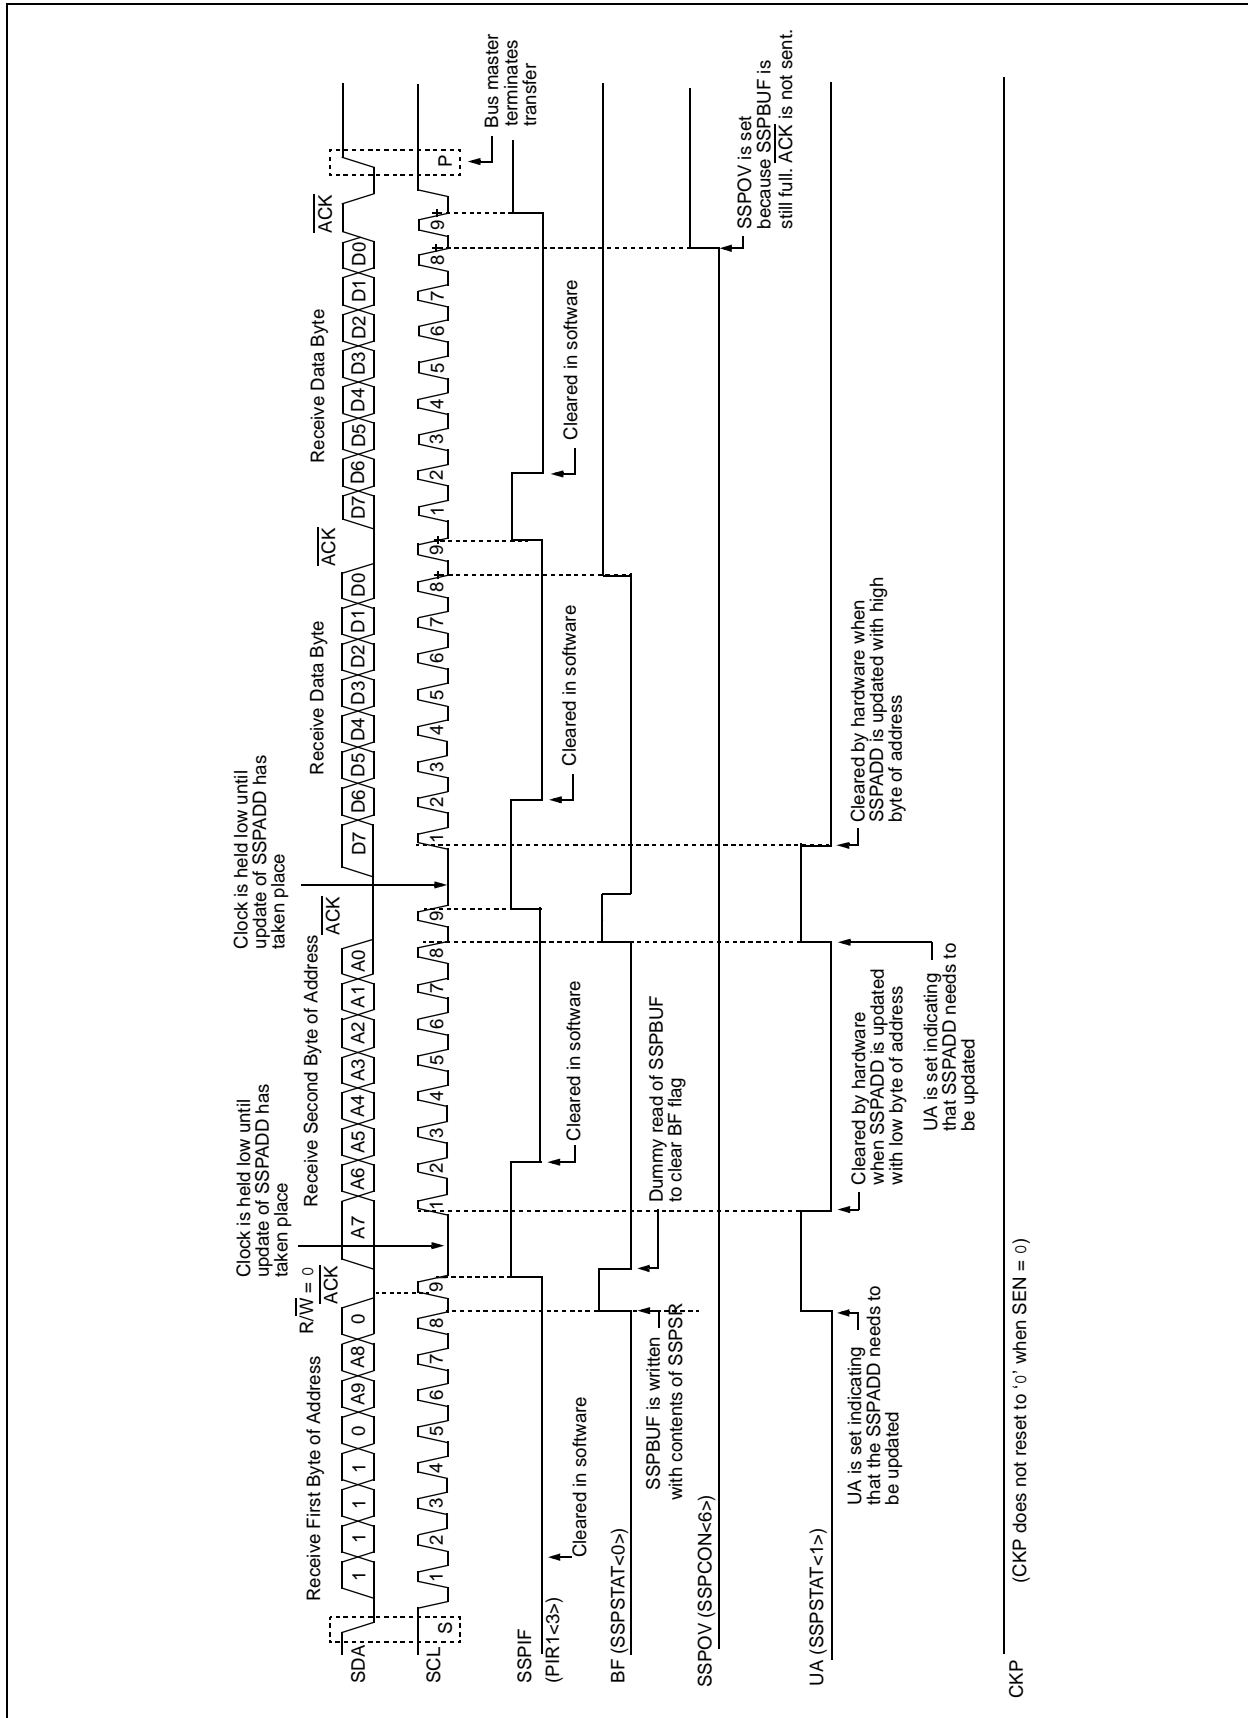 Receive First Byte of Address
R/W = 0
ACK
Clock is held low until
update of SSPADD has
taken place
Receive Second Byte of Address
ACK
Clock is held low until
update of SSPADD has
taken place
Receive Data Byte
ACK
Receive Data Byte
ACK
SDA
1 1 1 1 0 A9 A8 0 A7 A6 A5 A4 A3 A2 A1 A0 D7 D6 D5 D4 D3 D2 D1 D0 D7 D6 D5 D4 D3 D2 D1 D0
SCL
S 1 2 3 4 5 6 7 8 9 1 2 3 4 5 6 7 8 9 1 2 3 4 5 6 7 8 9 1 2 3 4 5 6 7 8 9 P
Bus master
terminates
transfer
SSPIF
(PIR1<3>)
Cleared in software
Cleared in software
Cleared in software
Cleared in software
BF (SSPSTAT<0>)
SSPBUF is written
with contents of SSPSR
Dummy read of SSPBUF
to clear BF flag
SSPOV (SSPCON<6>)
SSPOV is set
because SSPBUF is
still full. ACK is not sent.
UA (SSPSTAT<1>)
UA is set indicating
that the SSPADD needs to
be updated
Cleared by hardware
when SSPADD is updated
with low byte of address
UA is set indicating
that SSPADD needs to
be updated
Cleared by hardware when
SSPADD is updated with high
byte of address
CKP
(CKP does not reset to ‘0’ when SEN = 0)